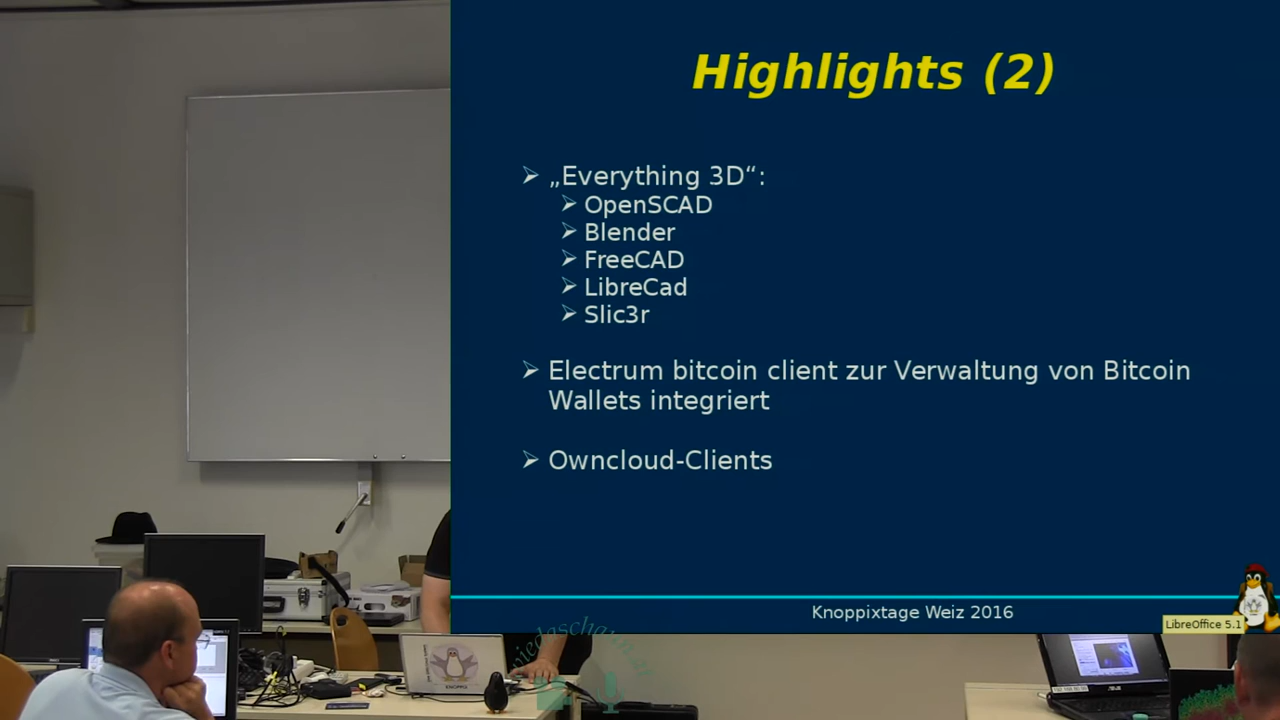 Highlights (2)
„Everything 3D“:
OpenSCAD
Blender
FreeCAD
LibreCad
Slic3r
Electrum bitcoin client zur Verwaltung von Bitcoin
Wallets integriert
Owncloud-Clients
Knoppixtage Weiz 2016
LibreOffice 5.1
KNOPPIX